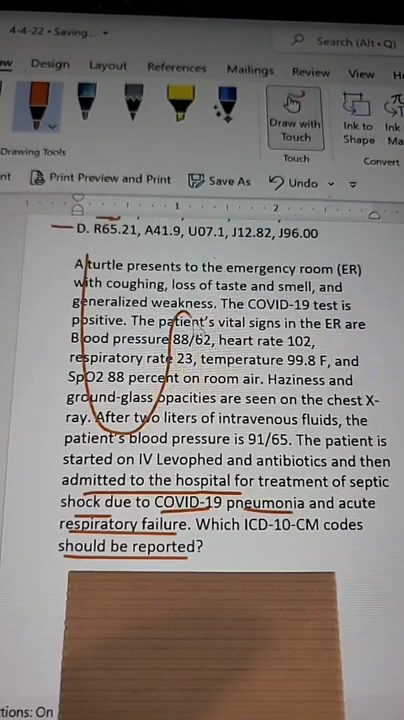 4-4-22 • Saving...
Search (Alt+Q)
Design Layout References Mailings Review View
Draw with Touch
Ink to Shape
Drawing Tools
Touch
Convert
Print Preview and Print Save As Undo
1 2
D. R65.21, A41.9, U07.1, J12.82, J96.00
A turtle presents to the emergency room (ER)
with coughing, loss of taste and smell, and
generalized weakness. The COVID-19 test is
positive. The patient's vital signs in the ER are
Blood pressure 88/62, heart rate 102,
respiratory rate 23, temperature 99.8 F, and
SpO2 88 percent on room air. Haziness and
ground-glass opacities are seen on the chest X-
ray. After two liters of intravenous fluids, the
patient's blood pressure is 91/65. The patient is
started on IV Levophed and antibiotics and then
admitted to the hospital for treatment of septic
shock due to COVID-19 pneumonia and acute
respiratory failure. Which ICD-10-CM codes
should be reported?
tions: On